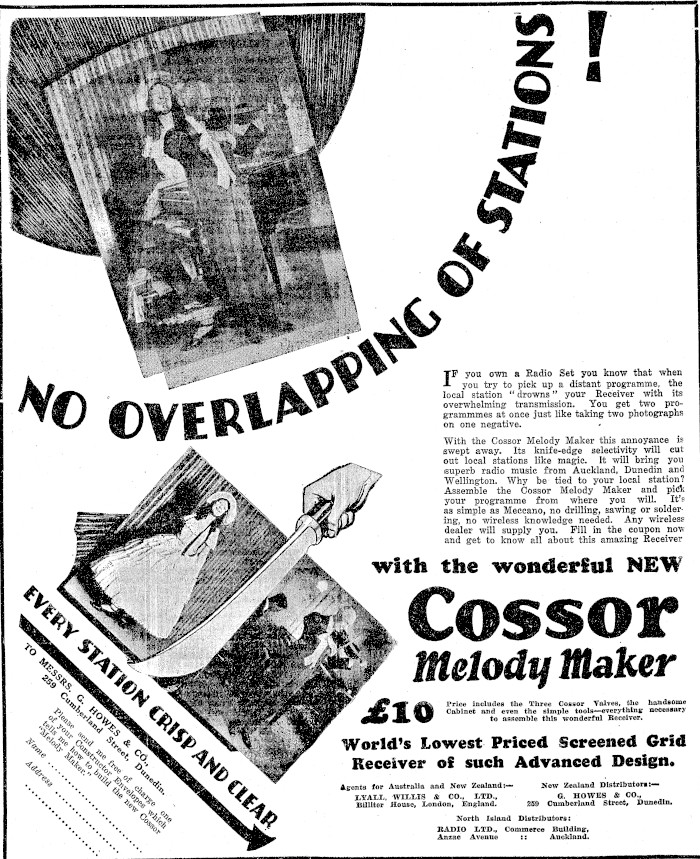 NO OVERLAPPING OF STATIONS!
IF you own a Radio Set you know that when
you try to pick up a distant programme, the
local station "drowns" your Receiver with its
overwhelming transmission. You get two pro-
grammmes at once just like taking two photographs
on one negative.
With the Cossor Melody Maker this annoyance is
swept away. Its knife-edge selectivity will cut
out local stations like magic. It will bring you
superb radio music from Auckland, Dunedin and
Wellington. Why be tied to your local station?
Assemble the Cossor Melody Maker and pick
your programme from where you will. It's
as simple as Meccano, no drilling, sawing or solder-
ing, no wireless knowledge needed. Any wireless
dealer will supply you. Fill in the coupon now
and get to know all about this amazing Receiver
with the wonderful NEW
Cossor
Melody Maker
£10
Price includes the Three Cossor Valves, the handsome
Cabinet and even the simple tools—everything necessary
to assemble this wonderful Receiver.
World's Lowest Priced Screened Grid
Receiver of such Advanced Design.
Agents for Australia and New Zealand:—
LYALL, WILLIS & CO., LTD.,
Billiter House, London, England.
New Zealand Distributors:—
G. HOWES & CO.,
259 Cumberland Street, Dunedin.
North Island Distributors:
RADIO LTD., Commerce Building,
Anzac Avenue :: Auckland.
EVERY STATION CRISP AND CLEAR
TO MESSRS. G. HOWES & CO.,
259 Cumberland Street, Dunedin.
Please send me free of charge one
of your Constructor Envelopes which
tells me how to build the new Cossor
"Melody Maker."
Name
Address